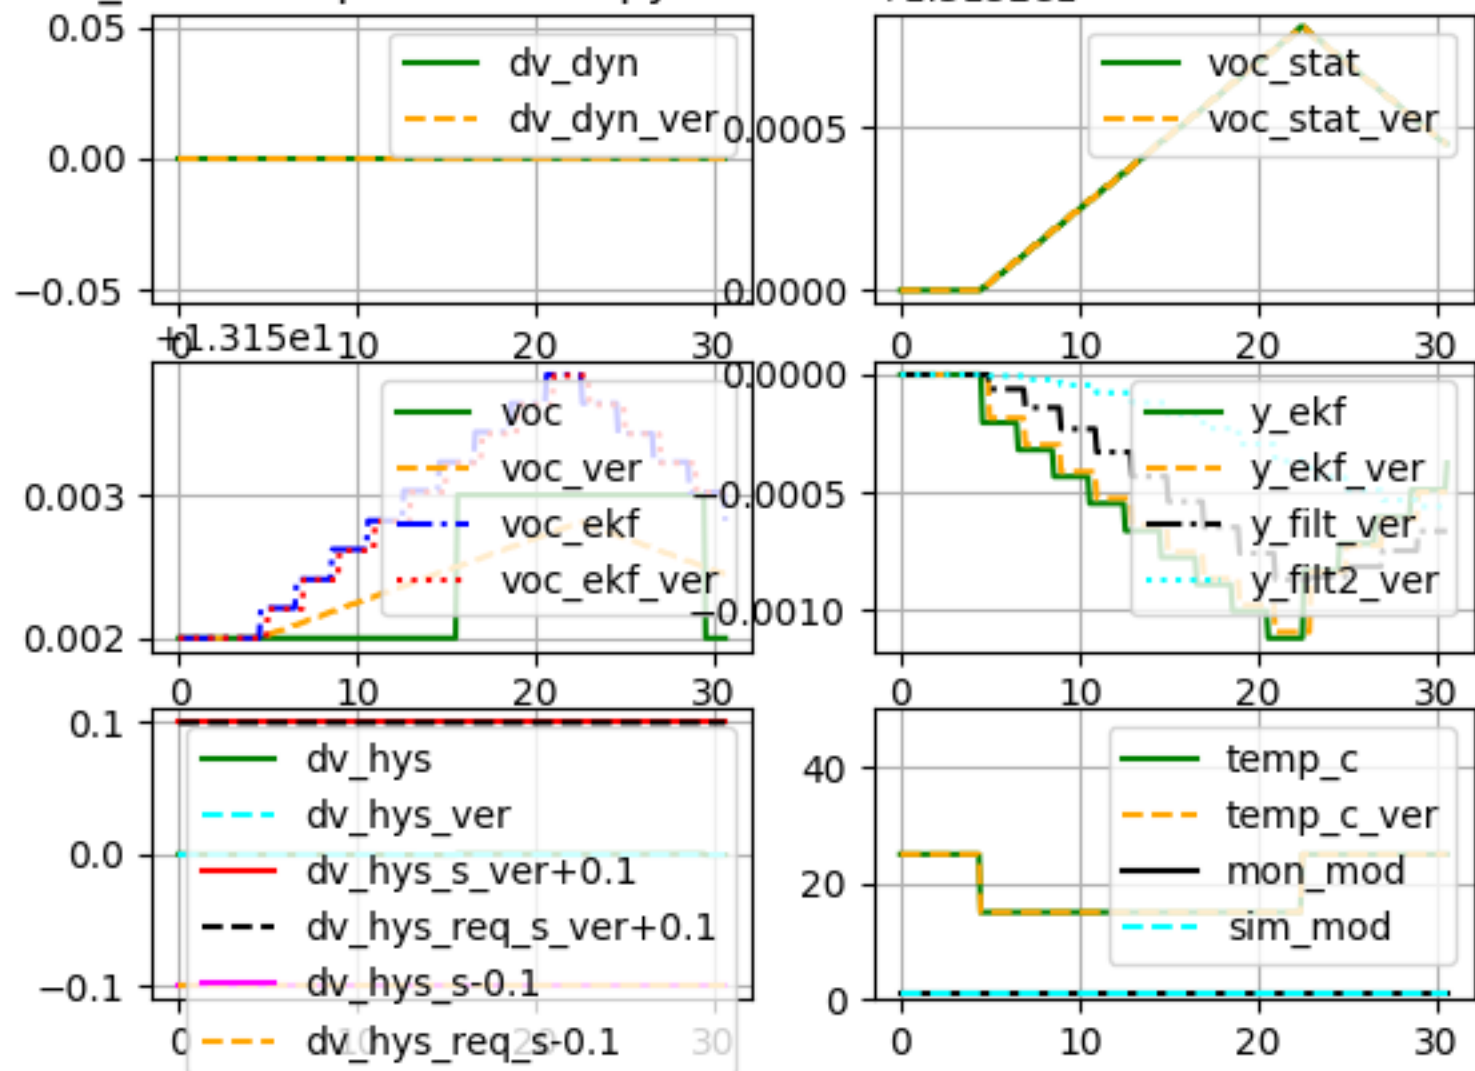 0.05
0.00
−0.05
dv_dyn
dv_dyn_ver
0.0005
0.0000
voc_stat
voc_stat_ver
0 10 20 30
+1.315e1
0 10 20 30
0.003
0.002
voc
voc_ver
voc_ekf
voc_ekf_ver
0.0000
−0.0005
−0.0010
y_ekf
y_ekf_ver
y_filt_ver
y_filt2_ver
0 10 20 30
0 10 20 30
0.1
0.0
−0.1
dv_hys
dv_hys_ver
dv_hys_s_ver+0.1
dv_hys_req_s_ver+0.1
dv_hys_s-0.1
dv_hys_req_s-0.1
0 10 20 30
40
20
0
temp_c
temp_c_ver
mon_mod
sim_mod
0 10 20 30